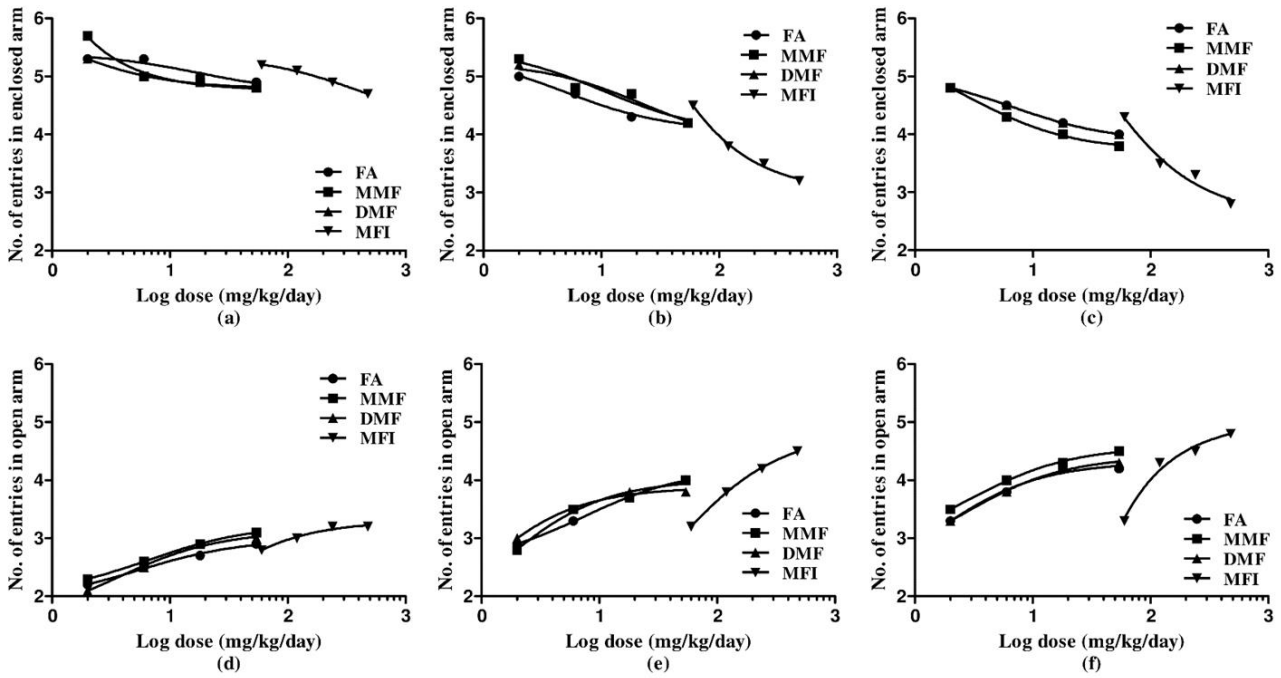 No. of entries in enclosed arm
6
5
4
3
2
FA
MMF
DMF
MFI
0 1 2 3
Log dose (mg/kg/day)
(a)
No. of entries in enclosed arm
6
5
4
3
2
FA
MMF
DMF
MFI
0 1 2 3
Log dose (mg/kg/day)
(b)
No. of entries in enclosed arm
6
5
4
3
2
FA
MMF
DMF
MFI
0 1 2 3
Log dose (mg/kg/day)
(c)
No. of entries in open arm
6
5
4
3
2
FA
MMF
DMF
MFI
0 1 2 3
Log dose (mg/kg/day)
(d)
No. of entries in open arm
6
5
4
3
2
FA
MMF
DMF
MFI
0 1 2 3
Log dose (mg/kg/day)
(e)
No. of entries in open arm
6
5
4
3
2
FA
MMF
DMF
MFI
0 1 2 3
Log dose (mg/kg/day)
(f)